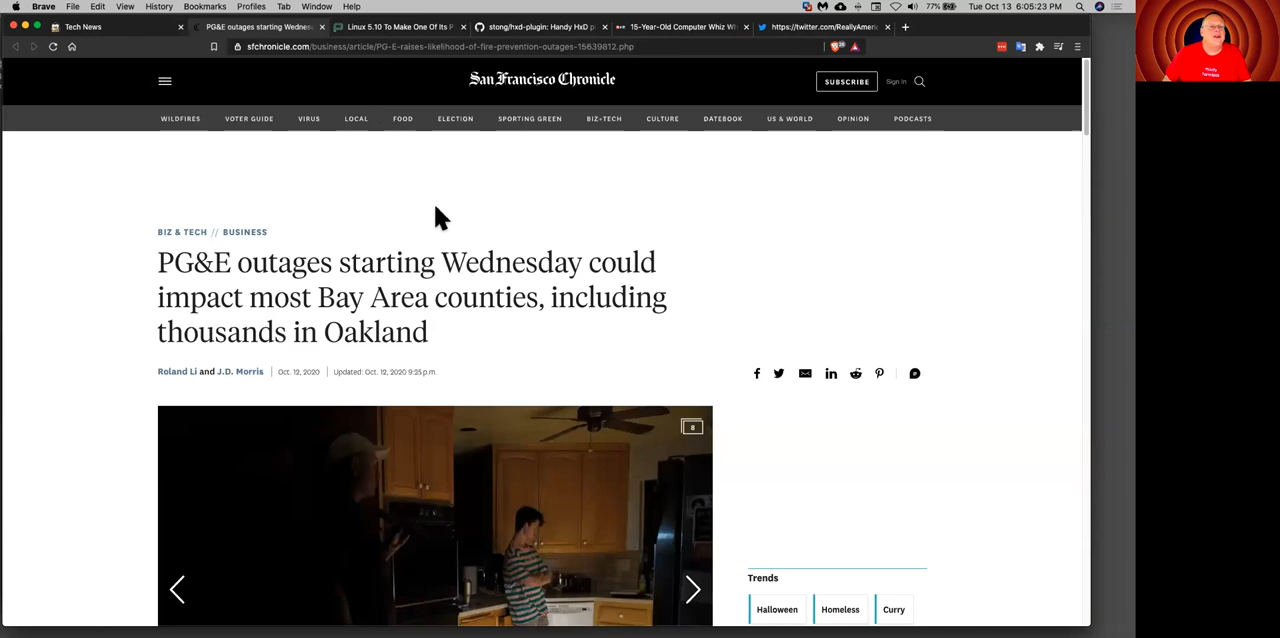 Brave File Edit View History Bookmarks Profiles Tab Window Help 77% Tue Oct 13 6:05:23 PM
Tech News PG&E outages starting Wednes Linux 5.10 To Make One Of Its P stong/hxd-plugin: Handy HxD p 15-Year-Old Computer Whiz Wh https://twitter.com/ReallyAmeri
sfchronicle.com/business/article/PG-E-raises-likelihood-of-fire-prevention-outages-15639812.php
San Francisco Chronicle
SUBSCRIBE Sign in
WILDFIRES VOTER GUIDE VIRUS LOCAL FOOD ELECTION SPORTING GREEN BIZ+TECH CULTURE DATEBOOK US & WORLD OPINION PODCASTS
BIZ & TECH // BUSINESS
PG&E outages starting Wednesday could
impact most Bay Area counties, including
thousands in Oakland
Roland Li and J.D. Morris Oct. 12, 2020 Updated: Oct. 12, 2020 9:25 p.m.
8
Trends
Halloween Homeless Curry